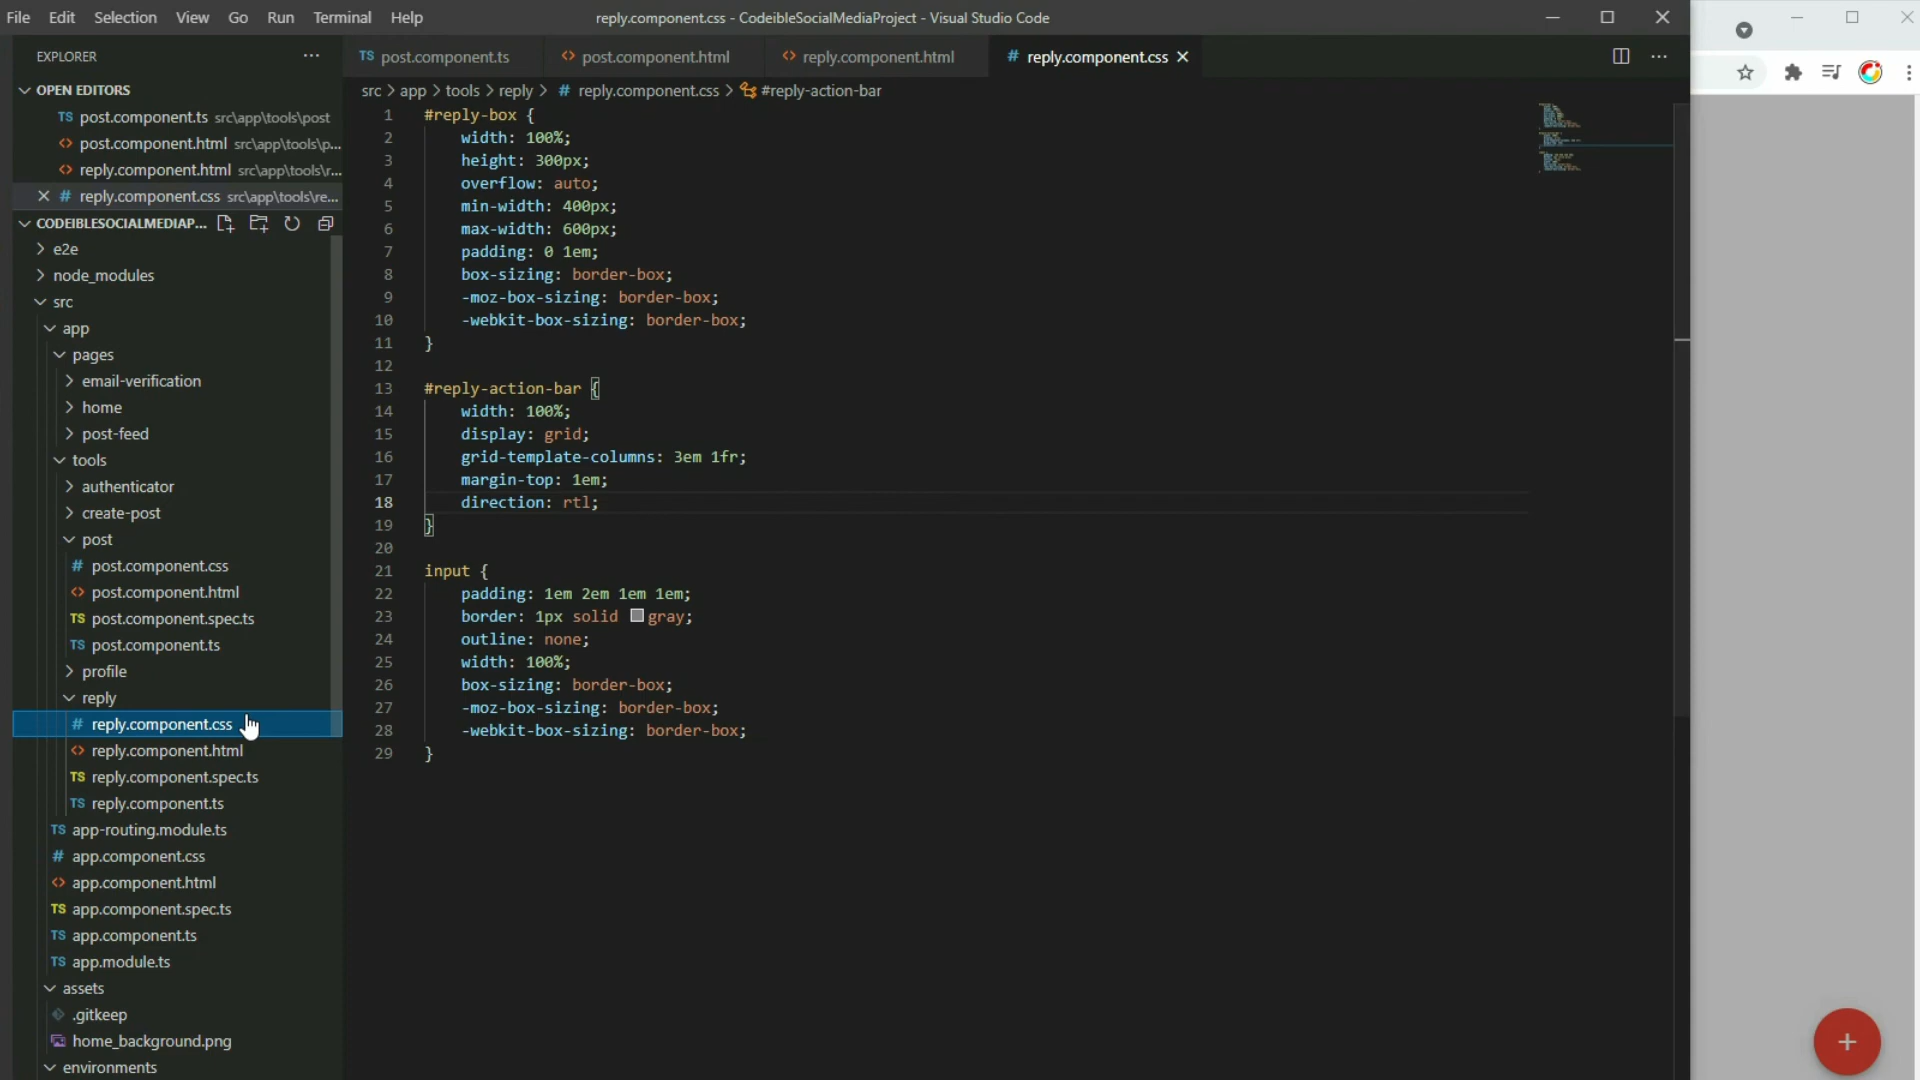 File Edit Selection View Go Run Terminal Help
reply.component.css - CodeibleSocialMediaProject - Visual Studio Code
EXPLORER
OPEN EDITORS
TS post.component.ts src\app\tools\post
<> post.component.html src\app\tools\p...
<> reply.component.html src\app\tools\r...
# reply.component.css src\app\tools\re...
CODEIBLESOCIALMEDIAP...
e2e
node_modules
src
app
pages
email-verification
home
post-feed
tools
authenticator
create-post
post
# post.component.css
<> post.component.html
TS post.component.spec.ts
TS post.component.ts
profile
reply
# reply.component.css
<> reply.component.html
TS reply.component.spec.ts
TS reply.component.ts
TS app-routing.module.ts
# app.component.css
<> app.component.html
TS app.component.spec.ts
TS app.component.ts
TS app.module.ts
assets
.gitkeep
home_background.png
environments
TS post.component.ts
<> post.component.html
<> reply.component.html
# reply.component.css
src > app > tools > reply > # reply.component.css > #reply-action-bar
1 #reply-box {
2 width: 100%;
3 height: 300px;
4 overflow: auto;
5 min-width: 400px;
6 max-width: 600px;
7 padding: 0 1em;
8 box-sizing: border-box;
9 -moz-box-sizing: border-box;
10 -webkit-box-sizing: border-box;
11 }
12
13 #reply-action-bar {
14 width: 100%;
15 display: grid;
16 grid-template-columns: 3em 1fr;
17 margin-top: 1em;
18 direction: rtl;
19 }
20
21 input {
22 padding: 1em 2em 1em 1em;
23 border: 1px solid gray;
24 outline: none;
25 width: 100%;
26 box-sizing: border-box;
27 -moz-box-sizing: border-box;
28 -webkit-box-sizing: border-box;
29 }